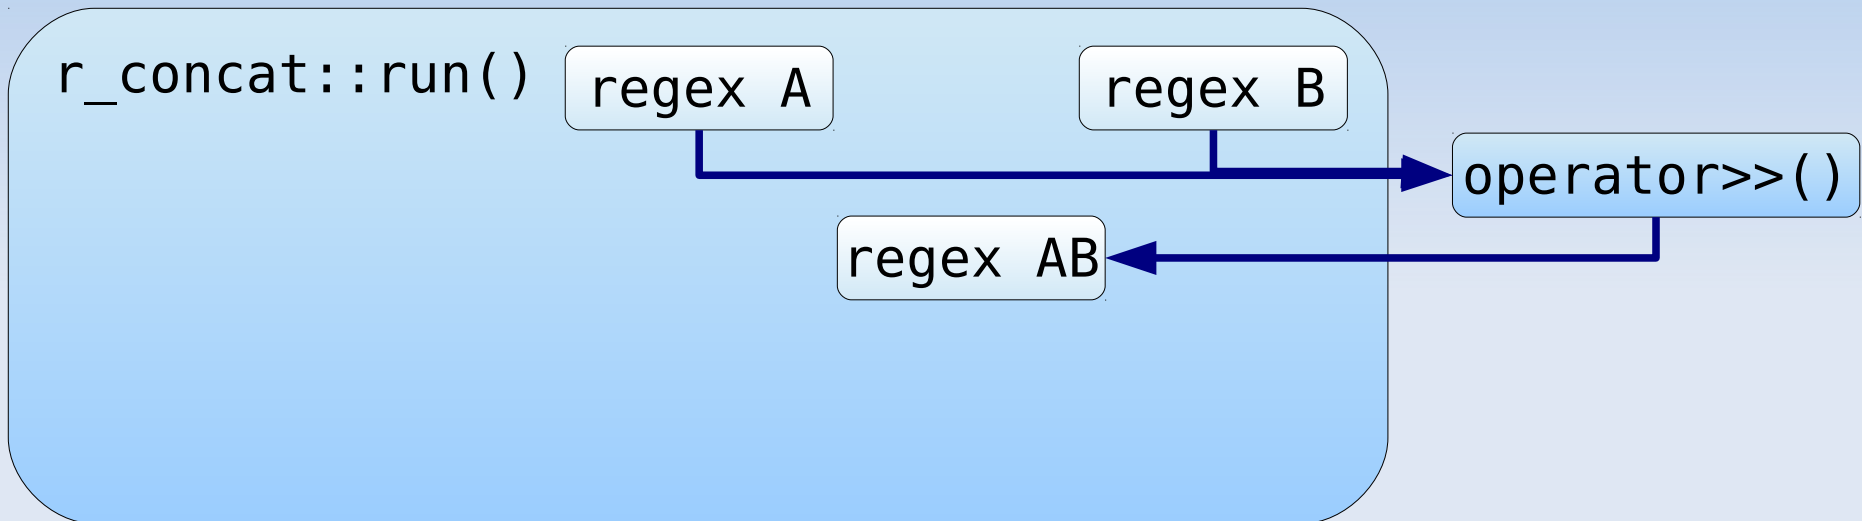 r_concat::run()
regex A
regex B
operator>>()
regex AB